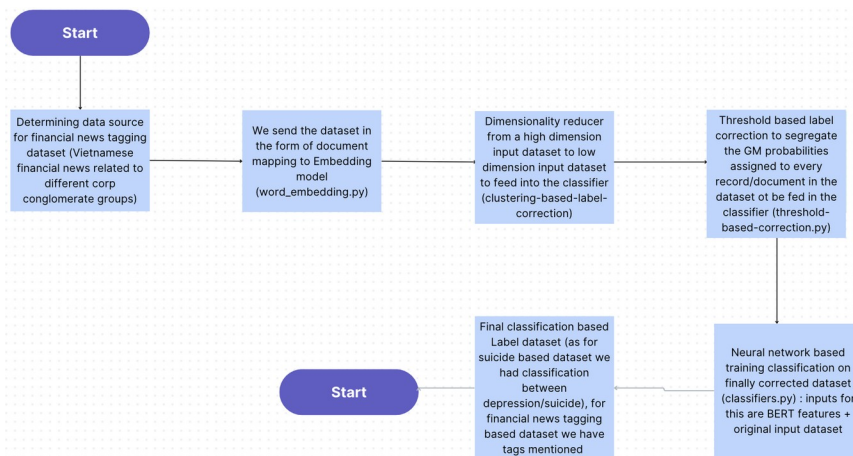 Start
Determining data source
for financial news tagging
dataset (Vietnamese
financial news related to
different corp
conglomerate groups)
We send the dataset in
the form of document
mapping to Embedding
model
(word_embedding.py)
Dimensionality reducer
from a high dimension
input dataset to low
dimension input dataset
to feed into the classifier
(clustering-based-label-
correction)
Threshold based label
correction to segregate
the GM probabilities
assigned to every
record/document in the
dataset ot be fed in the
classifier (threshold-
based-correction.py)
Neural network based
training classification on
finally corrected dataset
(classifiers.py) : inputs for
this are BERT features +
original input dataset
Final classification based
Label dataset (as for
suicide based dataset we
had classification
between
depression/suicide), for
financial news tagging
based dataset we have
tags mentioned
Start